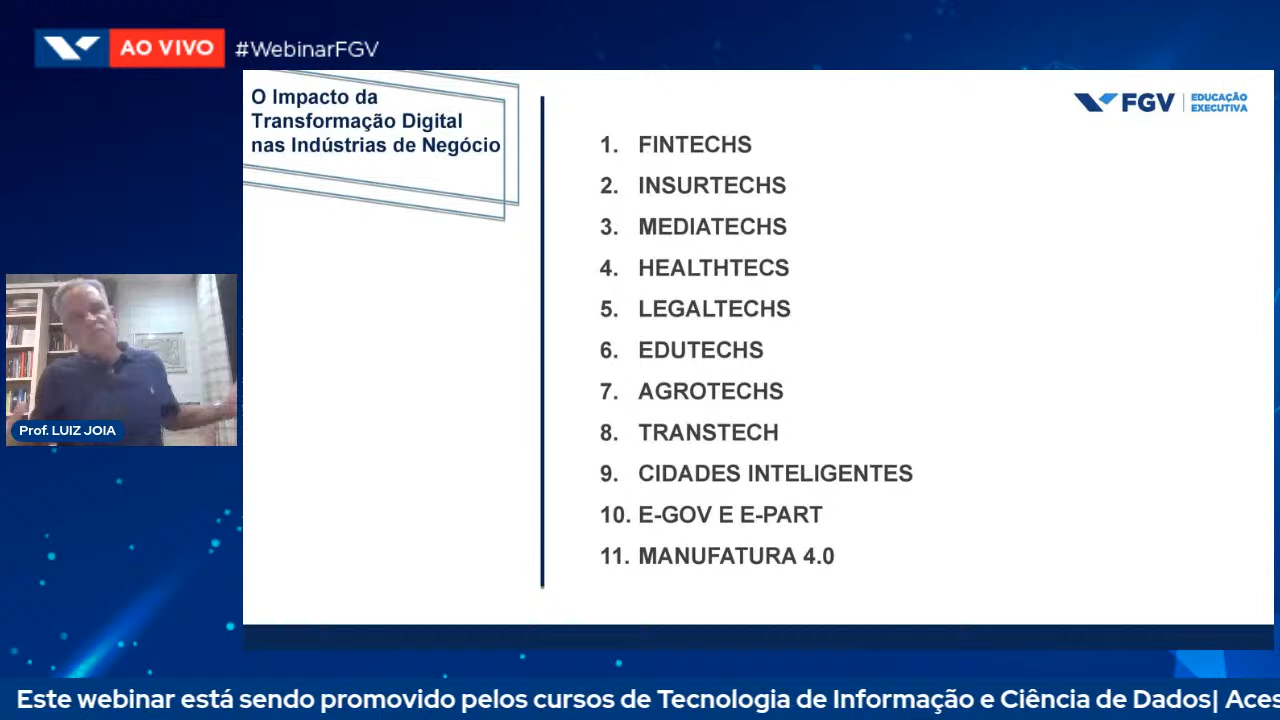 AO VIVO
#WebinarFGV
O Impacto da
Transformação Digital
nas Indústrias de Negócio
FGV
EDUCAÇÃO
EXECUTIVA
1. FINTECHS
2. INSURTECHS
3. MEDIATECHS
4. HEALTHTECS
5. LEGALTECHS
6. EDUTECHS
7. AGROTECHS
8. TRANSTECH
9. CIDADES INTELIGENTES
10. E-GOV E E-PART
11. MANUFATURA 4.0
Prof. LUIZ JOIA
Este webinar está sendo promovido pelos cursos de Tecnologia de Informação e Ciência de Dados| Aces